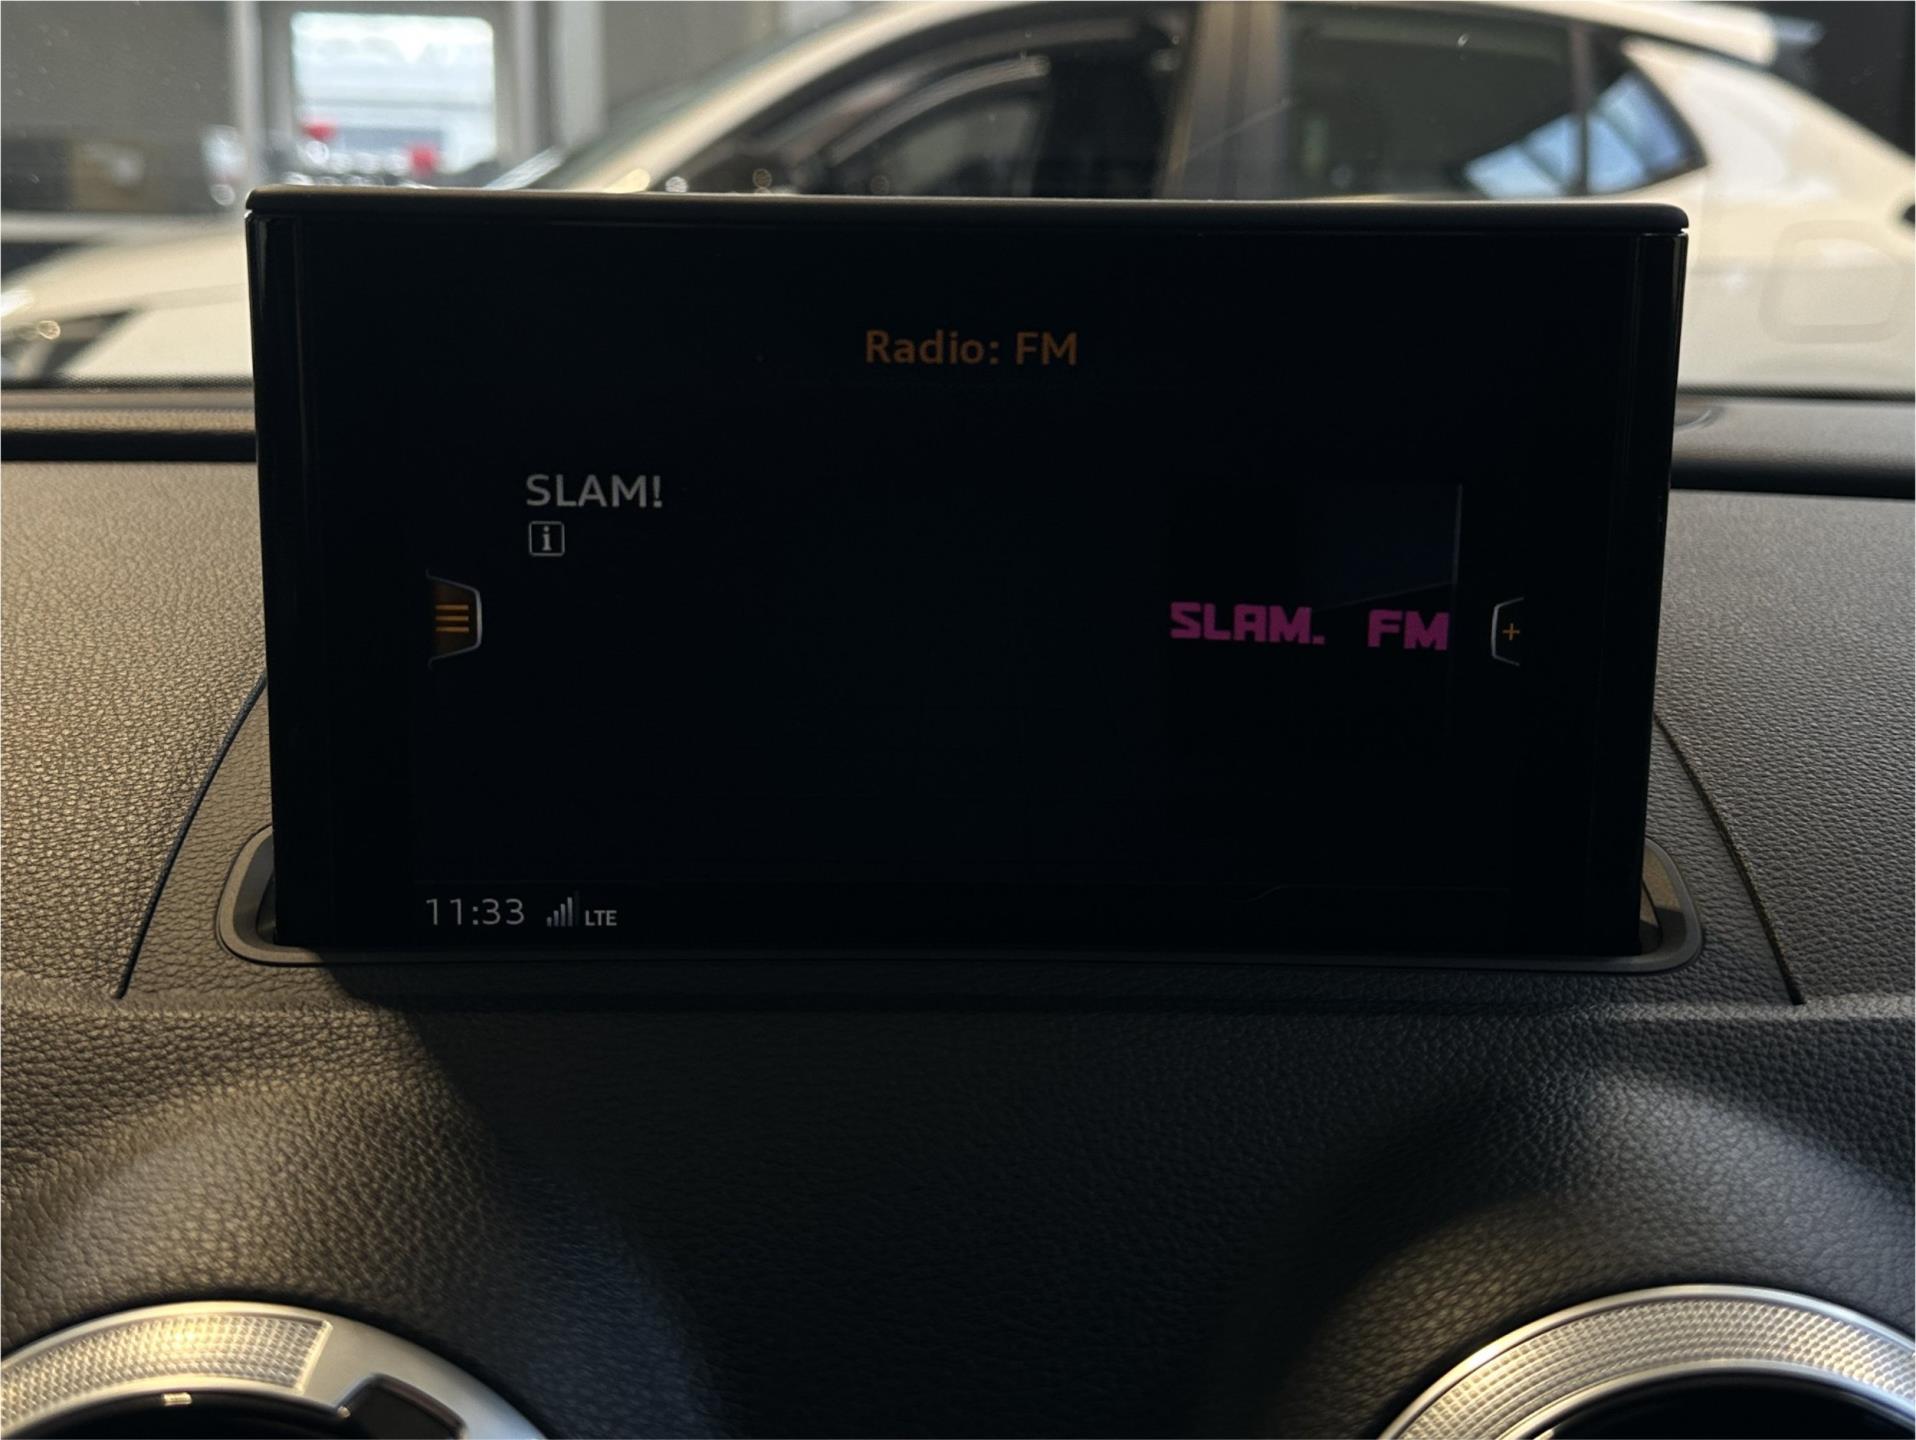 Radio: FM
SLAM!
i
SLAM. FM
+
11:33 LTE